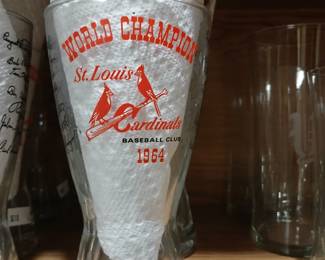 WORLD CHAMPION
St. Louis
Cardinals
BASEBALL CLUB
1964